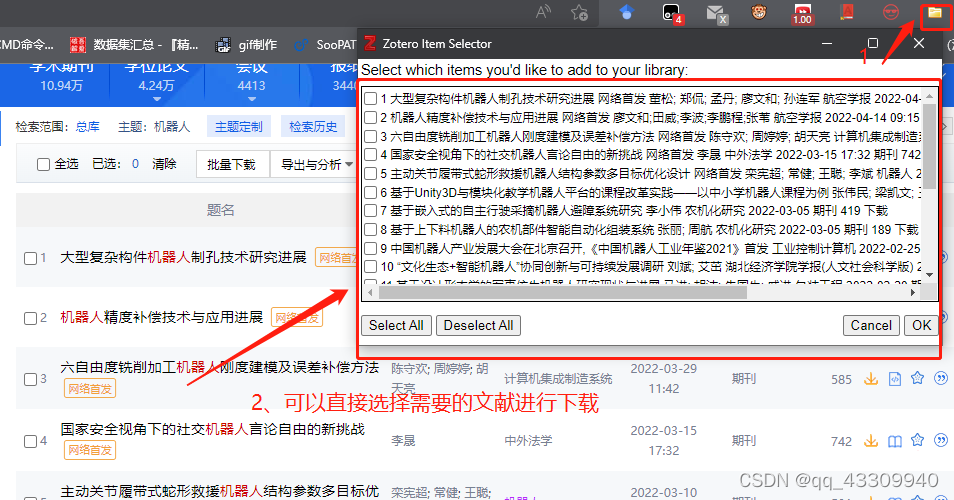 4
X
1.00
CMD命令...
数据集汇总 - 『精...
gif制作
SooPAT
1
Zotero Item Selector
Select which items you'd like to add to your library:
1 大型复杂构件机器人制孔技术研究进展 网络首发 董松; 郑侃; 孟丹; 廖文和; 孙连军 航空学报 2022-04-
2 机器人精度补偿技术与应用进展 网络首发 廖文和;田威;李波;李鹏程;张苇 航空学报 2022-04-14 09:15
3 六自由度铣削加工机器人刚度建模及误差补偿方法 网络首发 陈守欢; 周婷婷; 胡天亮 计算机集成制造系
4 国家安全视角下的社交机器人言论自由的新挑战 网络首发 李晟 中外法学 2022-03-15 17:32 期刊 742
5 主动关节履带式蛇形救援机器人结构参数多目标优化设计 网络首发 栾宪超; 常健; 王聪; 李斌 机器人 2
6 基于Unity3D与模块化教学机器人平台的课程改革实践——以中小学机器人课程为例 张伟民; 梁凯文;
7 基于嵌入式的自主行驶采摘机器人避障系统研究 李小伟 农机化研究 2022-03-05 期刊 419 下载
8 基于上下料机器人的农机部件智能自动化组装系统 张丽; 周航 农机化研究 2022-03-05 期刊 189 下载
9 中国机器人产业发展大会在北京召开,《中国机器人工业年鉴2021》首发 工业控制计算机 2022-02-25
10 “文化生态+智能机器人”协同创新与可持续发展调研 刘斌; 艾茁 湖北经济学院学报(人文社会科学版) 2
Select All
Deselect All
Cancel
OK
学术期刊
10.94万
学位论文
4.24万
会议
4413
报纸
344
检索范围: 总库
主题: 机器人
主题定制
检索历史
全选
已选: 0
清除
批量下载
导出与分析
题名
1
大型复杂构件机器人制孔技术研究进展
网络首发
2
机器人精度补偿技术与应用进展
网络首发
3
六自由度铣削加工机器人刚度建模及误差补偿方法
网络首发
陈守欢; 周婷婷; 胡
天亮
计算机集成制造系统
2022-03-29
11:42
期刊
585
2、可以直接选择需要的文献进行下载
4
国家安全视角下的社交机器人言论自由的新挑战
网络首发
李晟
中外法学
2022-03-15
17:32
期刊
742
主动关节履带式蛇形救援机器人结构参数多目标优
栾宪超; 常健; 王聪;
2022-03-10
CSDN @qq_43309940